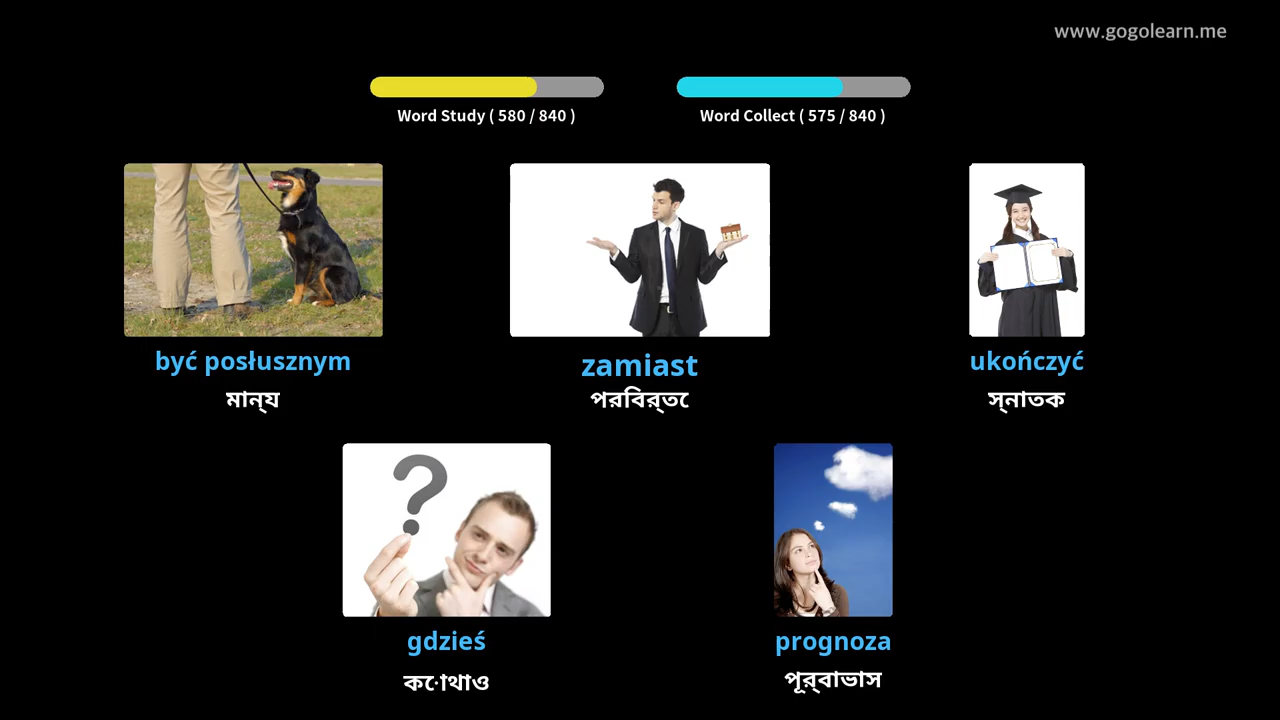 www.gogolearn.me
Word Study ( 580 / 840 )
Word Collect ( 575 / 840 )
być posłusznym
মান্য
zamiast
পরিবর্তে
ukończyć
স্নাতক
gdzieś
কোথাও
prognoza
পূর্বাভাস